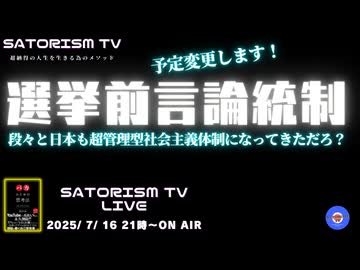 SATORISM TV
超納得の人生を生きる為のメソッド
予定変更します！
選挙前言論統制
段々と日本も超管理型社会主義体制になってきただろ？
SATORISM TV
LIVE
2025/ 7/ 16 21時〜ON AIR
バカ